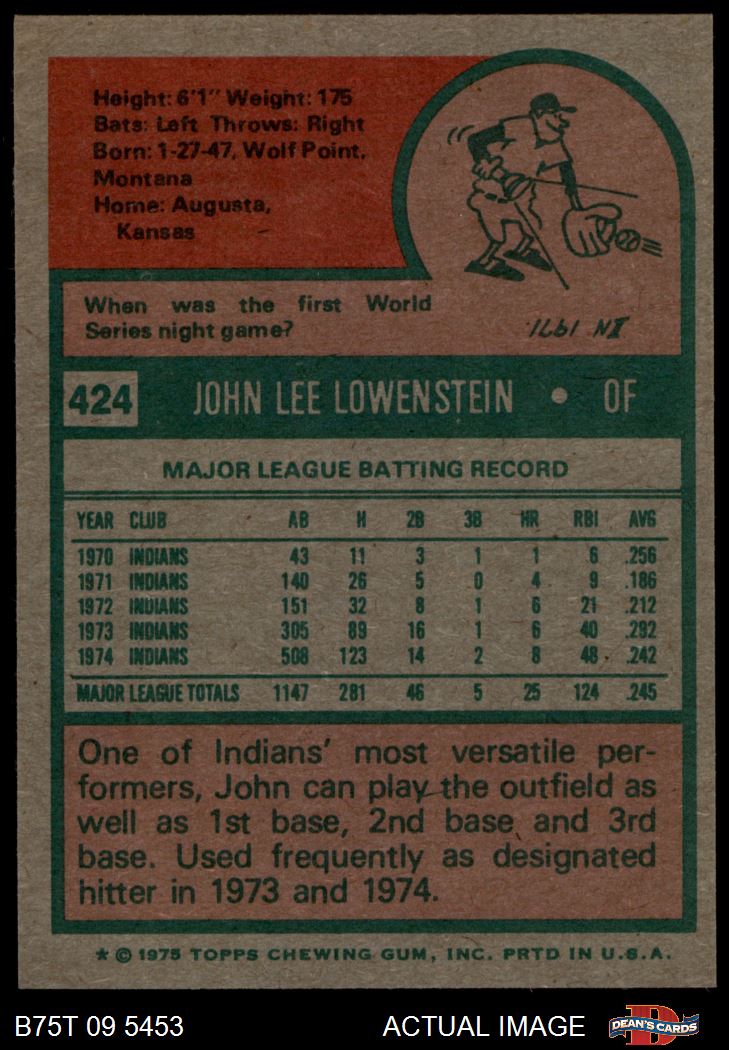 Height: 6'1" Weight: 175
Bats: Left Throws: Right
Born: 1-27-47, Wolf Point,
Montana
Home: Augusta,
Kansas
When was the first World
Series night game?
IN 1971.
424 JOHN LEE LOWENSTEIN • OF
MAJOR LEAGUE BATTING RECORD
YEAR CLUB AB H 2B 3B HR RBI AVG
1970 INDIANS 43 11 3 1 1 6 .256
1971 INDIANS 140 26 5 0 4 9 .186
1972 INDIANS 151 32 8 1 6 21 .212
1973 INDIANS 305 89 16 1 6 40 .292
1974 INDIANS 508 123 14 2 8 48 .242
MAJOR LEAGUE TOTALS 1147 281 46 5 25 124 .245
One of Indians' most versatile per-
formers, John can play the outfield as
well as 1st base, 2nd base and 3rd
base. Used frequently as designated
hitter in 1973 and 1974.
* © 1975 TOPPS CHEWING GUM, INC. PRTD IN U.S.A.
B75T 09 5453 ACTUAL IMAGE DEAN'S CARDS